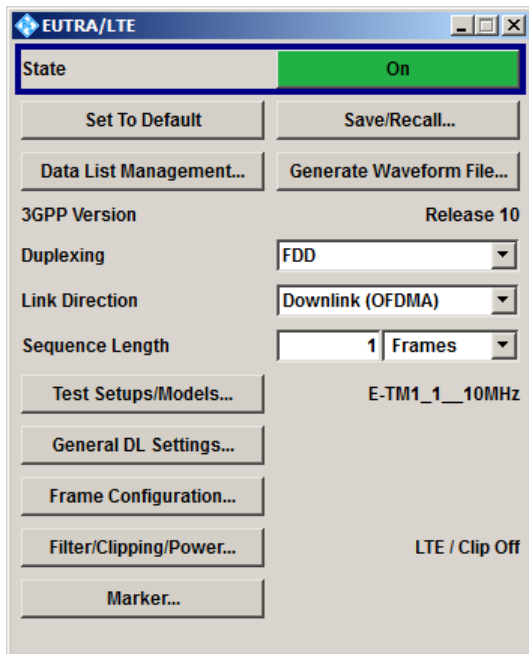 EUTRA/LTE
State On
Set To Default Save/Recall...
Data List Management... Generate Waveform File...
3GPP Version Release 10
Duplexing FDD
Link Direction Downlink (OFDMA)
Sequence Length 1 Frames
Test Setups/Models... E-TM1_1__10MHz
General DL Settings...
Frame Configuration...
Filter/Clipping/Power... LTE / Clip Off
Marker...